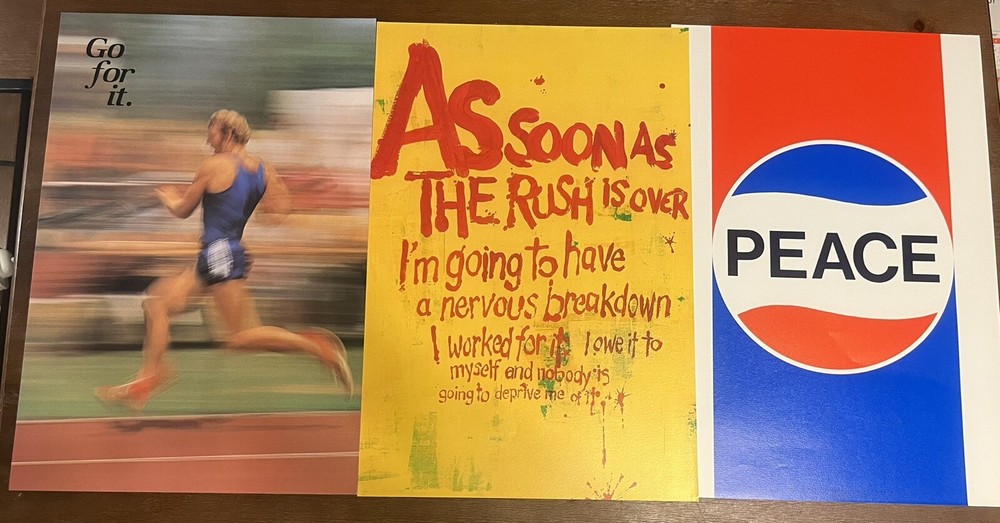 Go
for
it.
As soon as
the rush is over
I'm going to have
a nervous breakdown
I worked for it. I owe it to
myself and nobody is
going to deprive me of it.
PEACE